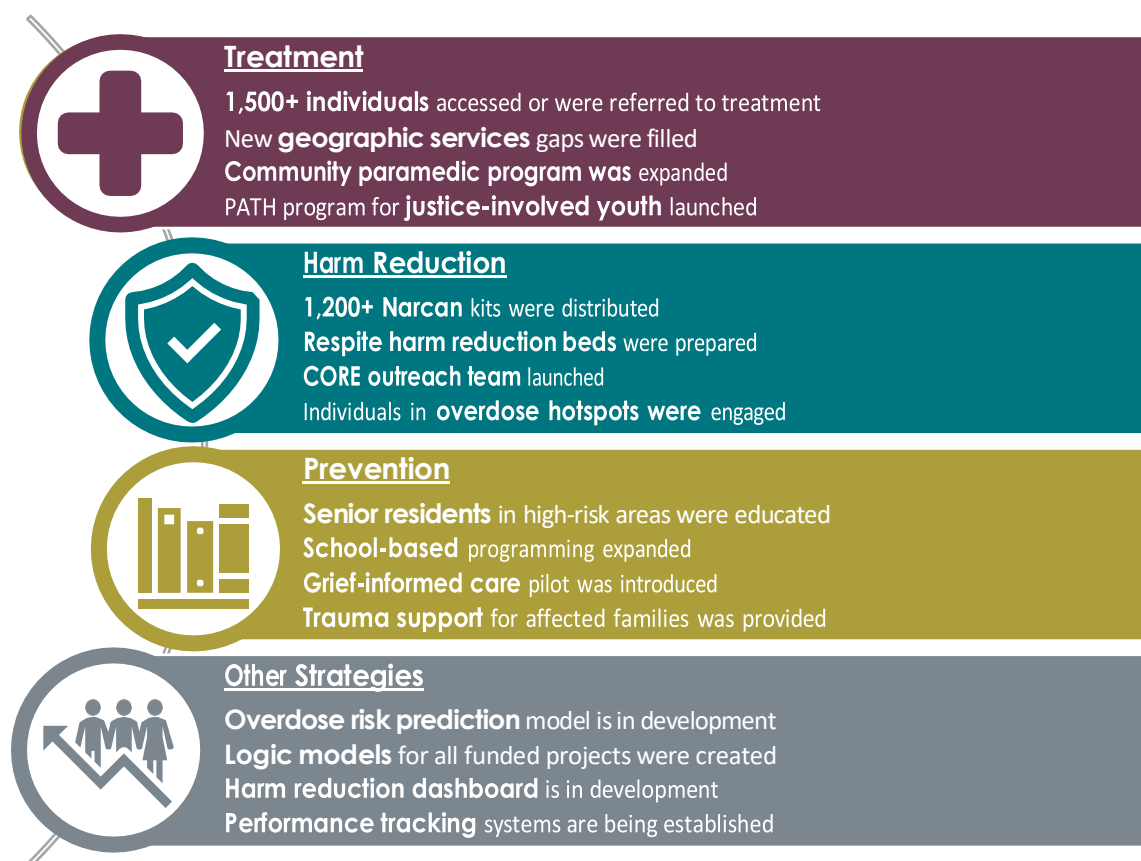 Treatment
1,500+ individuals accessed or were referred to treatment
New geographic services gaps were filled
Community paramedic program was expanded
PATH program for justice-involved youth launched
Harm Reduction
1,200+ Narcan kits were distributed
Respite harm reduction beds were prepared
CORE outreach team launched
Individuals in overdose hotspots were engaged
Prevention
Senior residents in high-risk areas were educated
School-based programming expanded
Grief-informed care pilot was introduced
Trauma support for affected families was provided
Other Strategies
Overdose risk prediction model is in development
Logic models for all funded projects were created
Harm reduction dashboard is in development
Performance tracking systems are being established